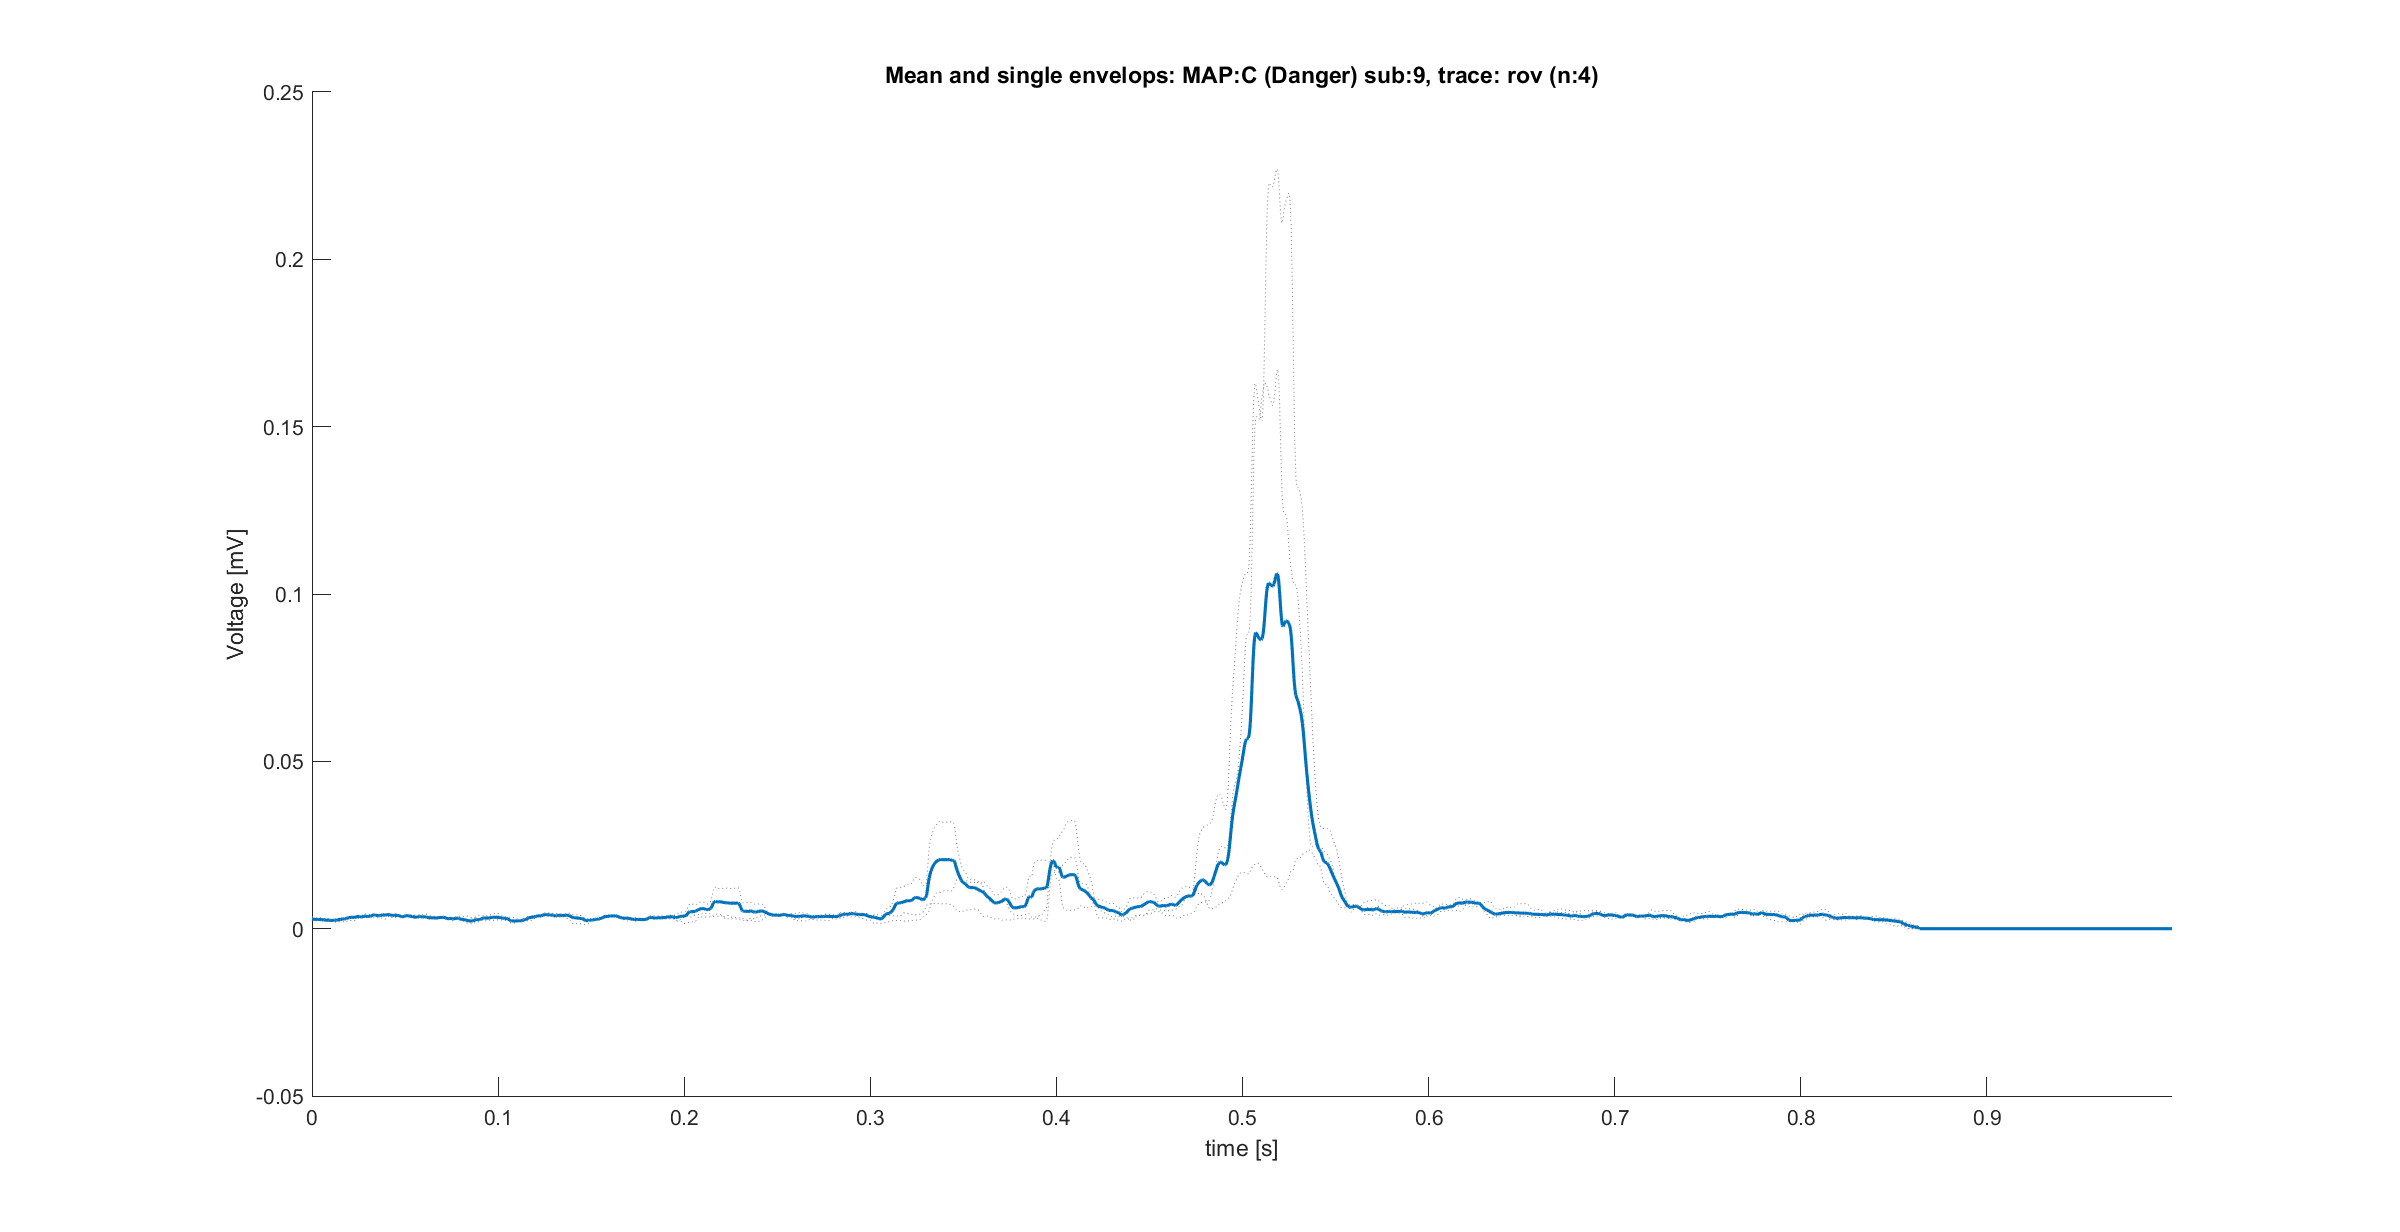 Mean and single envelops: MAP:C (Danger) sub:9, trace: rov (n:4)
0.25
0.2
0.15
0.1
0.05
0
-0.05
Voltage [mV]
0 0.1 0.2 0.3 0.4 0.5 0.6 0.7 0.8 0.9
time [s]